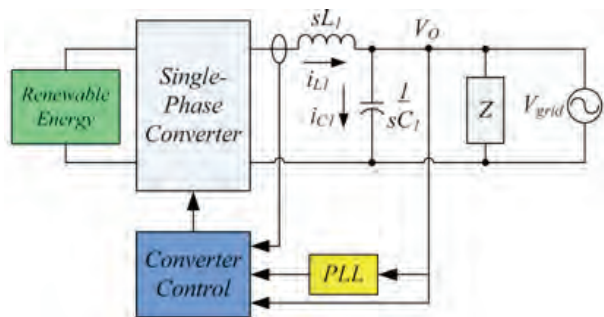 sL1
VO
Renewable
Energy
Single-
Phase
Converter
iL1
iC1
1
sC1
Z
Vgrid
Converter
Control
PLL